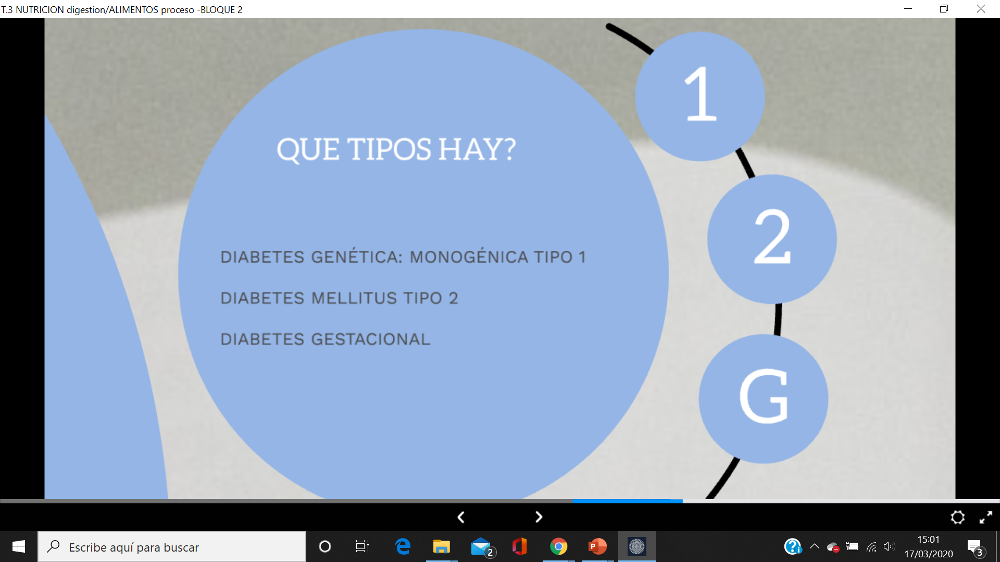 T.3 NUTRICION digestion/ALIMENTOS proceso -BLOQUE 2
QUE TIPOS HAY?
DIABETES GENÉTICA: MONOGÉNICA TIPO 1
DIABETES MELLITUS TIPO 2
DIABETES GESTACIONAL
1
2
G
Escribe aquí para buscar
2
P
15:01
17/03/2020
3